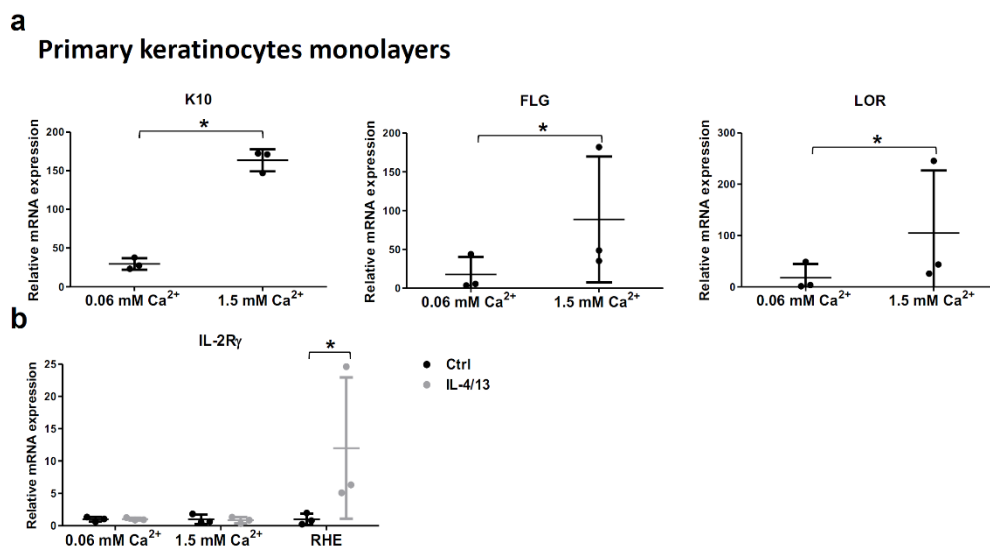 a
Primary keratinocytes monolayers
K10
*
Relative mRNA expression
200
150
100
50
0
0.06 mM Ca²⁺
1.5 mM Ca²⁺
FLG
*
Relative mRNA expression
200
150
100
50
0
0.06 mM Ca²⁺
1.5 mM Ca²⁺
LOR
*
Relative mRNA expression
300
200
100
0
0.06 mM Ca²⁺
1.5 mM Ca²⁺
b
IL-2Rγ
*
Relative mRNA expression
25
20
15
10
5
0
0.06 mM Ca²⁺
1.5 mM Ca²⁺
RHE
Ctrl
IL-4/13